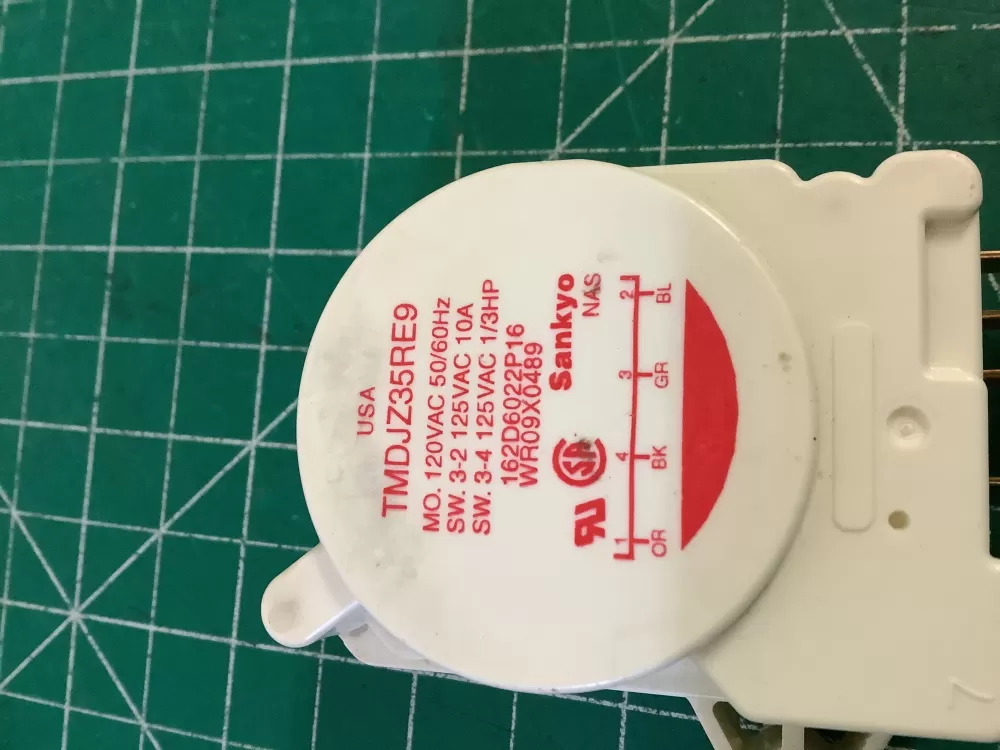 USA
TMDJZ35RE9
MO. 120VAC 50/60Hz
SW. 3-2 125VAC 10A
SW. 3-4 125VAC 1/3HP
162D6022P16
WR09X0489
Sankyo
NAS
1 4 3 2
OR BK GR BL